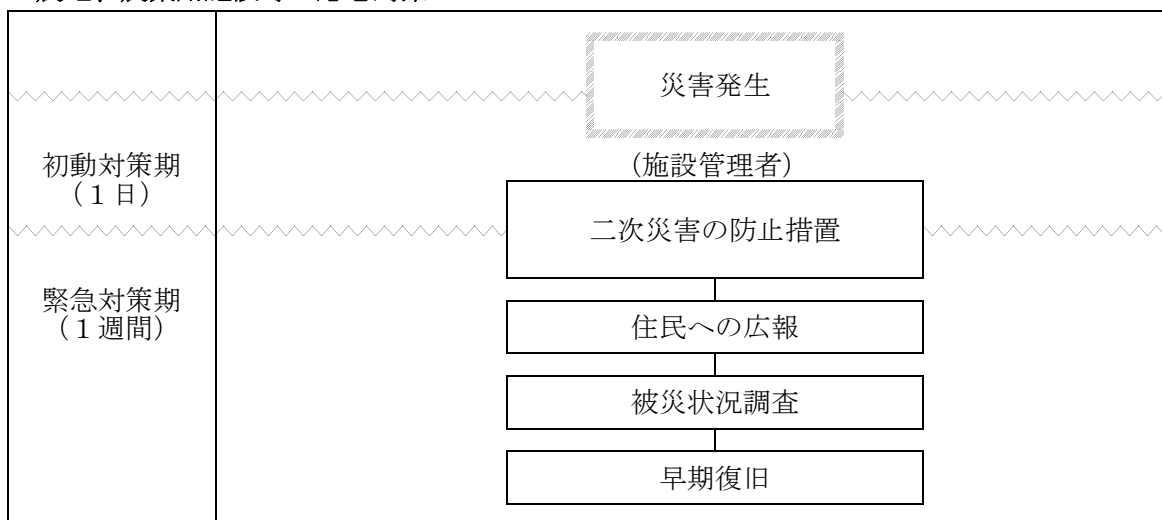 災害発生
初動対策期
（１日）
（施設管理者）
二次災害の防止措置
緊急対策期
（１週間）
住民への広報
被災状況調査
早期復旧